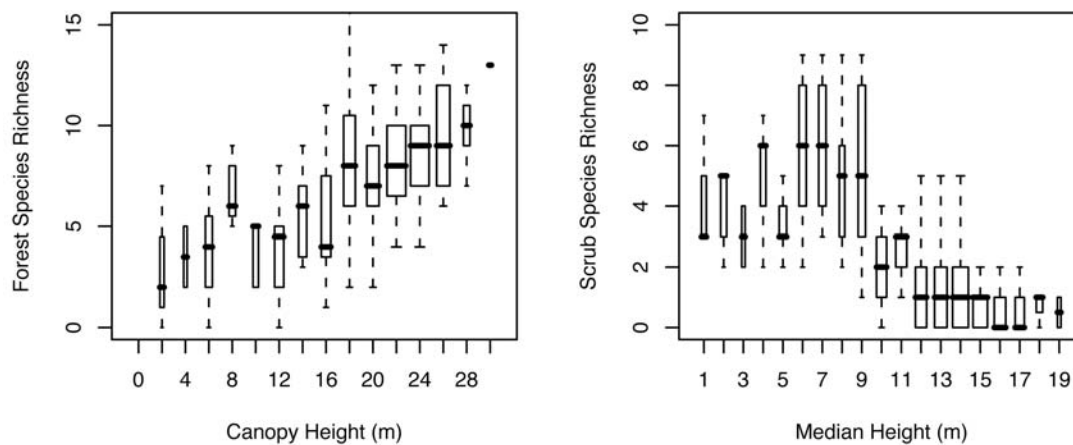 Forest Species Richness
15
10
5
0
0 4 8 12 16 20 24 28
Canopy Height (m)
Scrub Species Richness
10
8
6
4
2
0
1 3 5 7 9 11 13 15 17 19
Median Height (m)